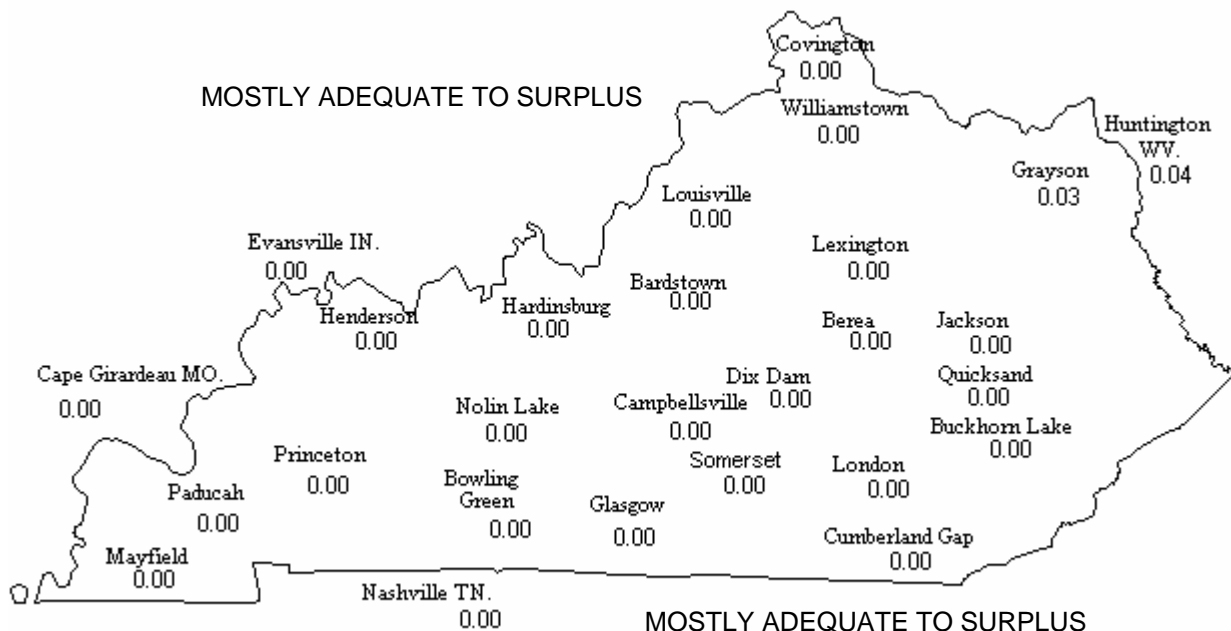 Covington
0.00
MOSTLY ADEQUATE TO SURPLUS
Williamstown
0.00
Huntington
WV.
0.04
Grayson
0.03
Louisville
0.00
Evansville IN.
0.00
Lexington
0.00
Bardstown
0.00
Henderson
0.00
Hardinsburg
0.00
Berea
0.00
Jackson
0.00
Cape Girardeau MO.
0.00
Dix Dam
0.00
Quicksand
0.00
Nolin Lake
0.00
Campbellsville
0.00
Buckhorn Lake
0.00
Princeton
0.00
Somerset
0.00
London
0.00
Paducah
0.00
Bowling
Green
0.00
Glasgow
0.00
Cumberland Gap
0.00
Mayfield
0.00
Nashville TN.
0.00
MOSTLY ADEQUATE TO SURPLUS